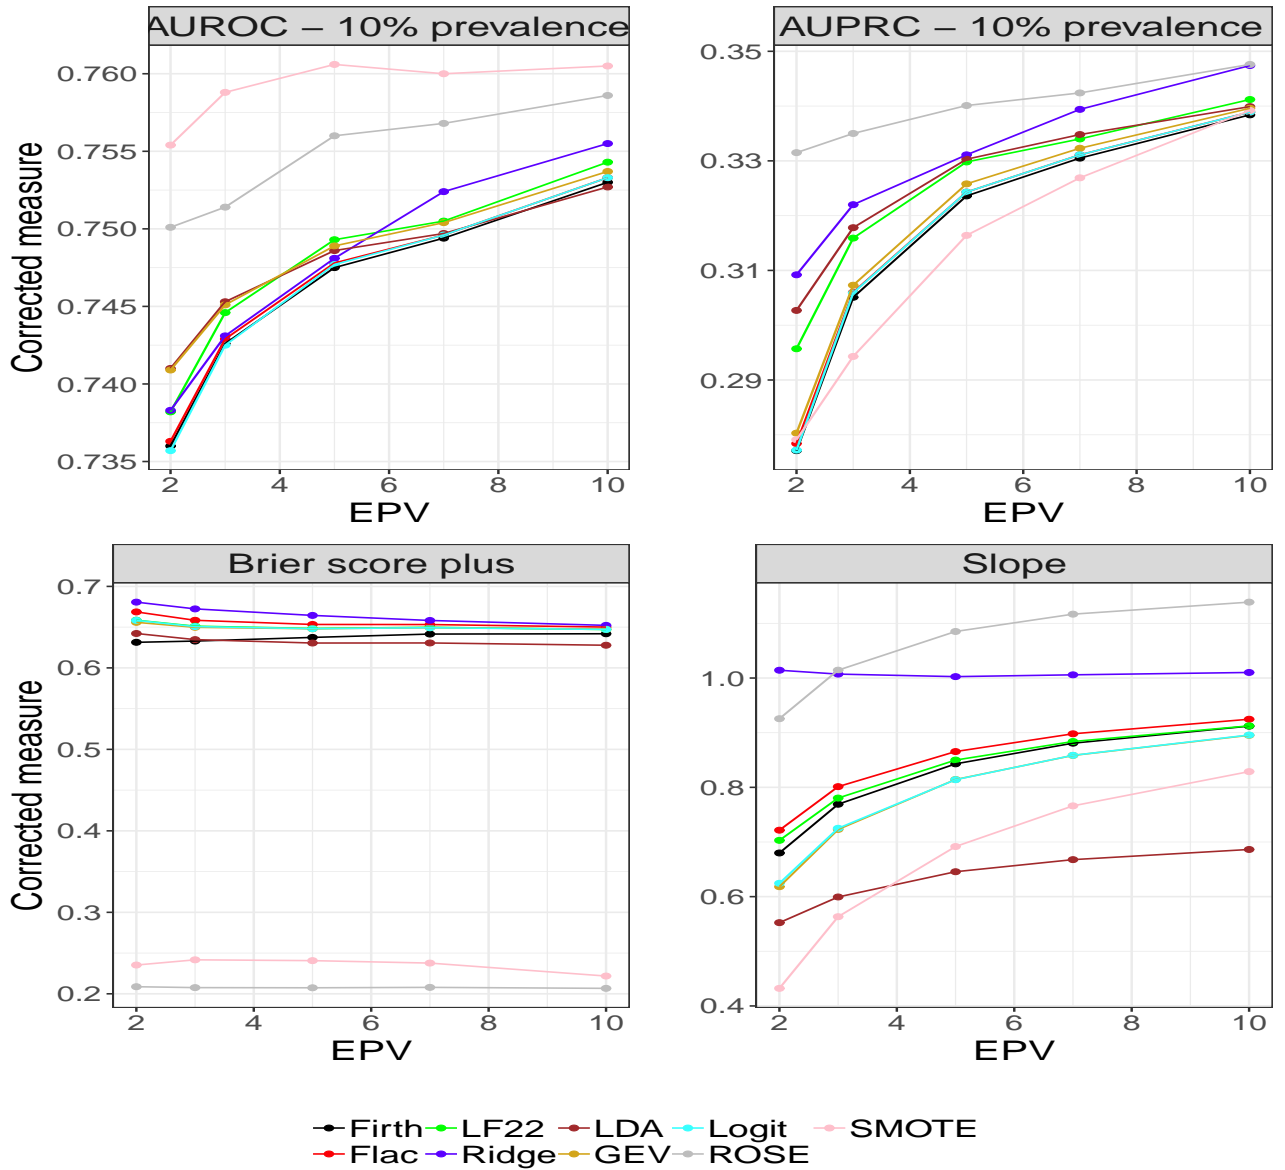 AUROC – 10% prevalence
AUPRC – 10% prevalence
Corrected measure
0.760
0.755
0.750
0.745
0.740
0.735
2 4 6 8 10
EPV
0.35
0.33
0.31
0.29
2 4 6 8 10
EPV
Brier score plus
Slope
Corrected measure
0.7
0.6
0.5
0.4
0.3
0.2
2 4 6 8 10
EPV
1.0
0.8
0.6
0.4
2 4 6 8 10
EPV
Firth LF22 LDA Logit SMOTE
Flac Ridge GEV ROSE